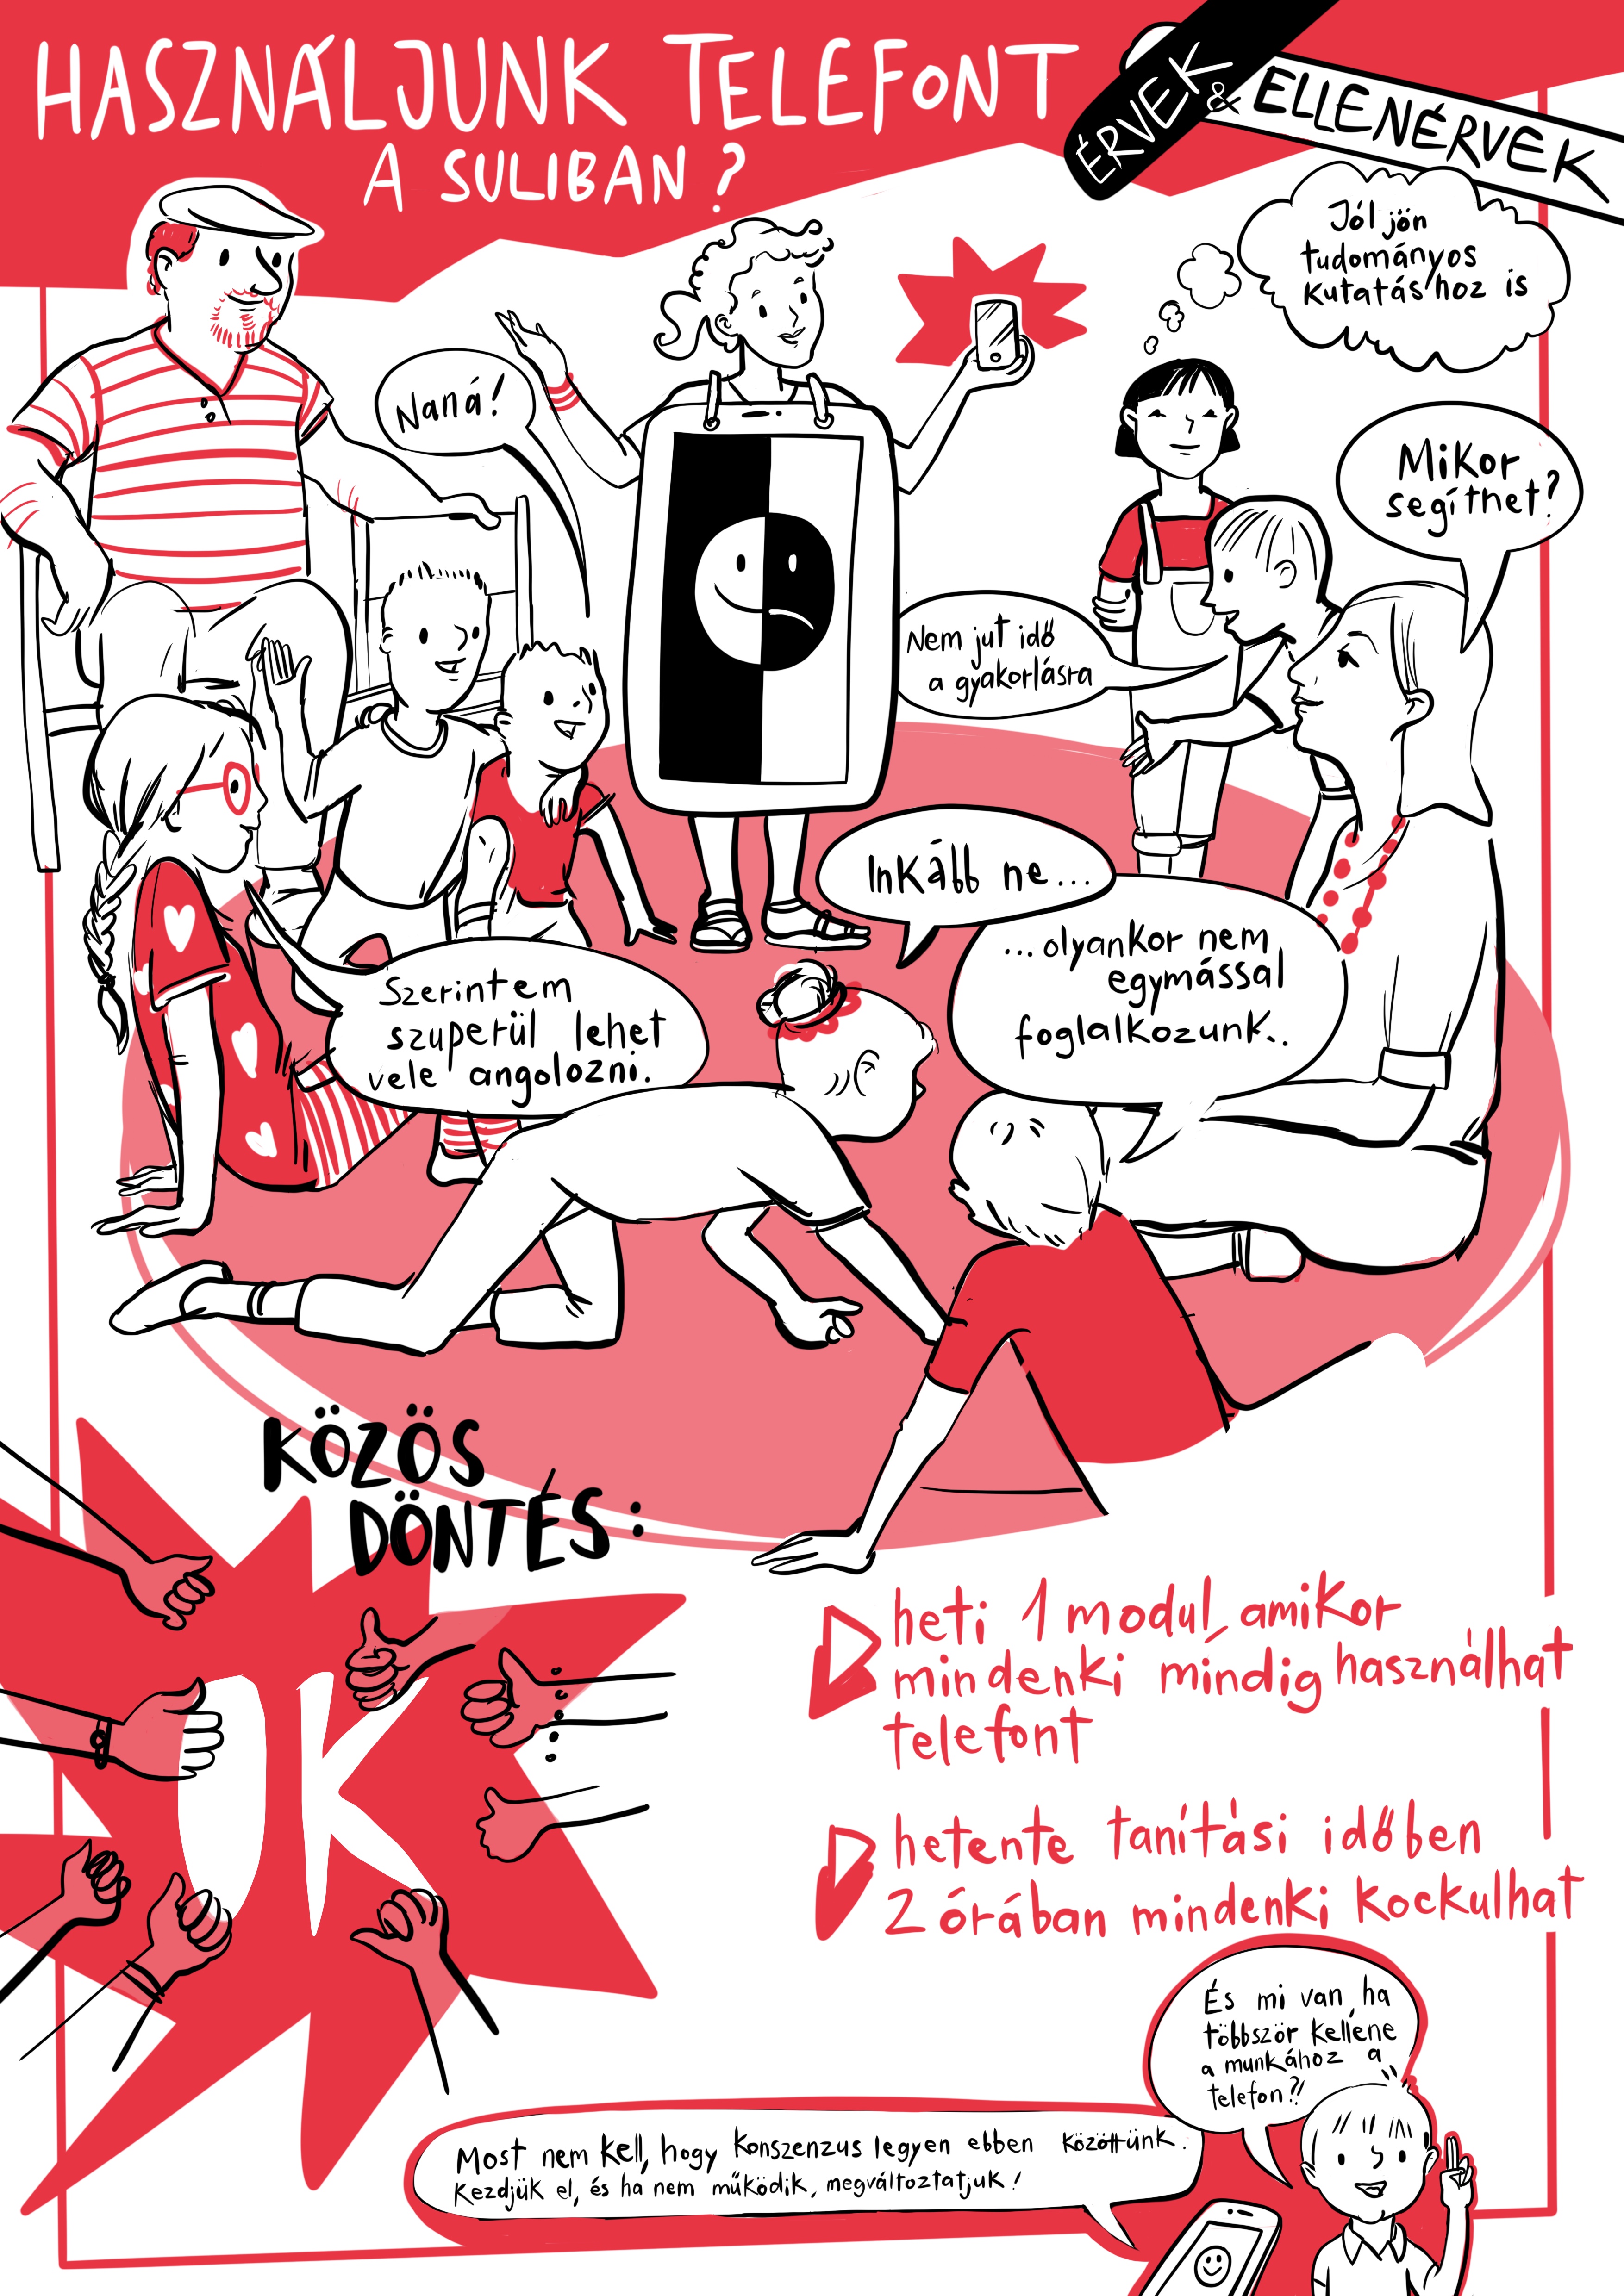 HASZNÁLJUNK TELEFONT
A SULIBAN?
ÉRVEK
&
ELLENÉRVEK
Jól jön
tudományos
kutatáshoz is
Naná!
Mikor
segíthet?
Nem jut idő
a gyakorlásra
Inkább ne...
...olyankor nem
egymással
foglalkozunk..
Szerintem
szuperül lehet
vele angolozni.
KÖZÖS
DÖNTÉS:
OK
heti 1 modul, amikor
mindenki míndig használhat
telefont
hetente tanítási időben
2 órában mindenki kockulhat
És mi van, ha
többször kellene
a munkához a
telefon?!
Most nem kell, hogy konszenzus legyen ebben közöttünk.
Kezdjük el, és ha nem működik, megváltoztatjuk!